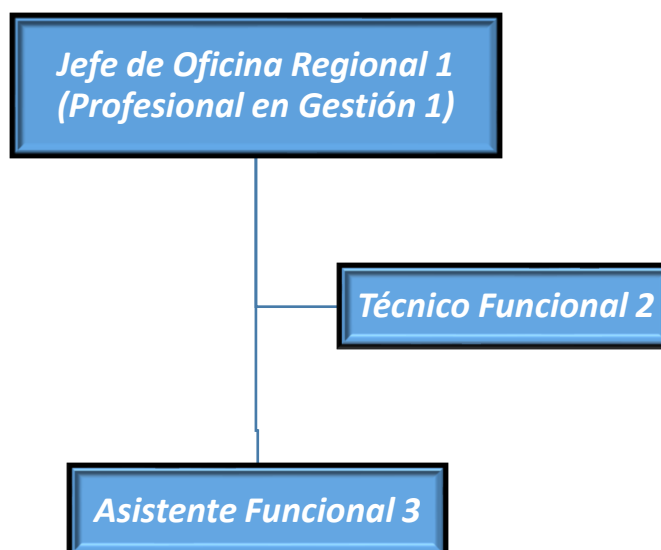 Jefe de Oficina Regional 1
(Profesional en Gestión 1)
Técnico Funcional 2
Asistente Funcional 3